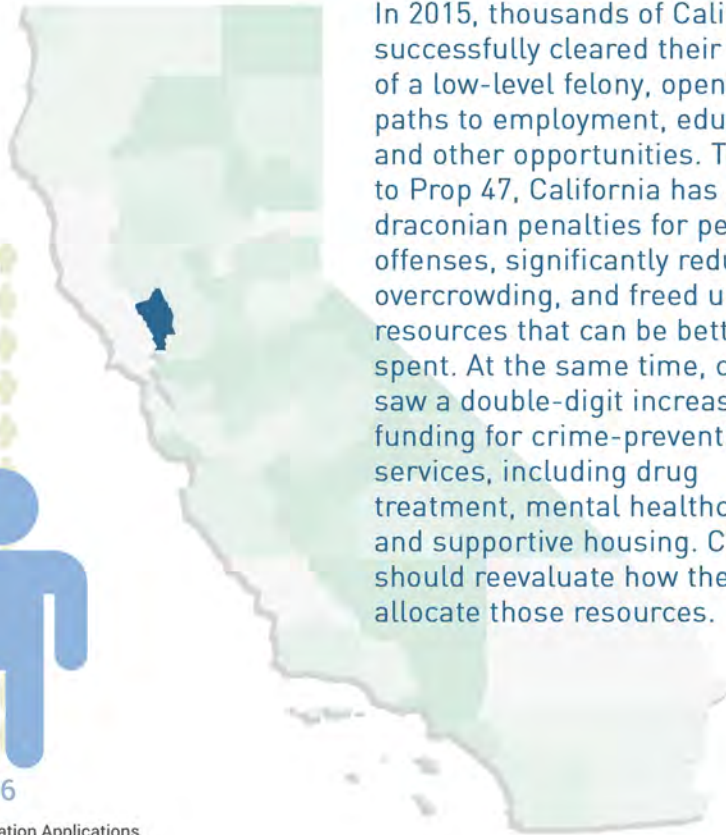 In 2015, thousands of Cali
successfully cleared their
of a low-level felony, open
paths to employment, edu
and other opportunities. T
to Prop 47, California has
draconian penalties for pe
offenses, significantly redu
overcrowding, and freed u
resources that can be bett
spent. At the same time, c
saw a double-digit increas
funding for crime-prevent
services, including drug
treatment, mental healthc
and supportive housing. C
should reevaluate how the
allocate those resources.
6
ation Applications